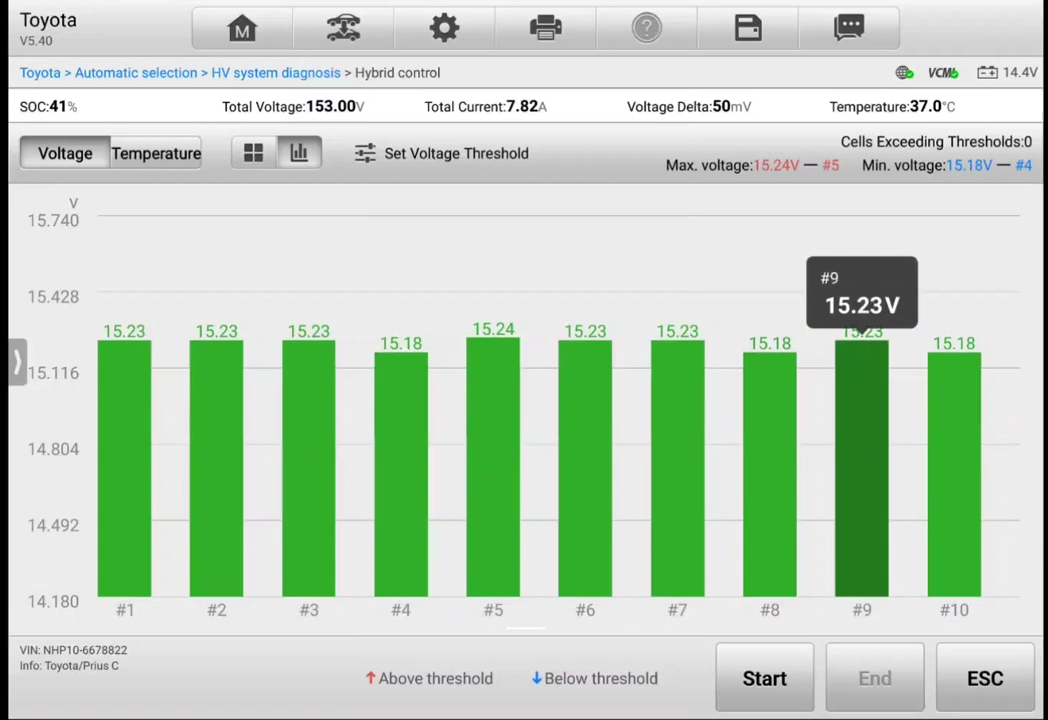 Toyota
V5.40
M
?
Toyota > Automatic selection > HV system diagnosis > Hybrid control
VCMI
14.4V
SOC:41%
Total Voltage:153.00V
Total Current:7.82A
Voltage Delta:50mV
Temperature:37.0°C
Voltage
Temperature
Set Voltage Threshold
Cells Exceeding Thresholds:0
Max. voltage:15.24V — #5
Min. voltage:15.18V — #4
V
15.740
15.428
15.116
14.804
14.492
14.180
#9
15.23V
15.23
15.23
15.23
15.18
15.24
15.23
15.23
15.18
15.23
15.18
#1
#2
#3
#4
#5
#6
#7
#8
#9
#10
VIN: NHP10-6678822
Info: Toyota/Prius C
↑Above threshold
↓Below threshold
Start
End
ESC